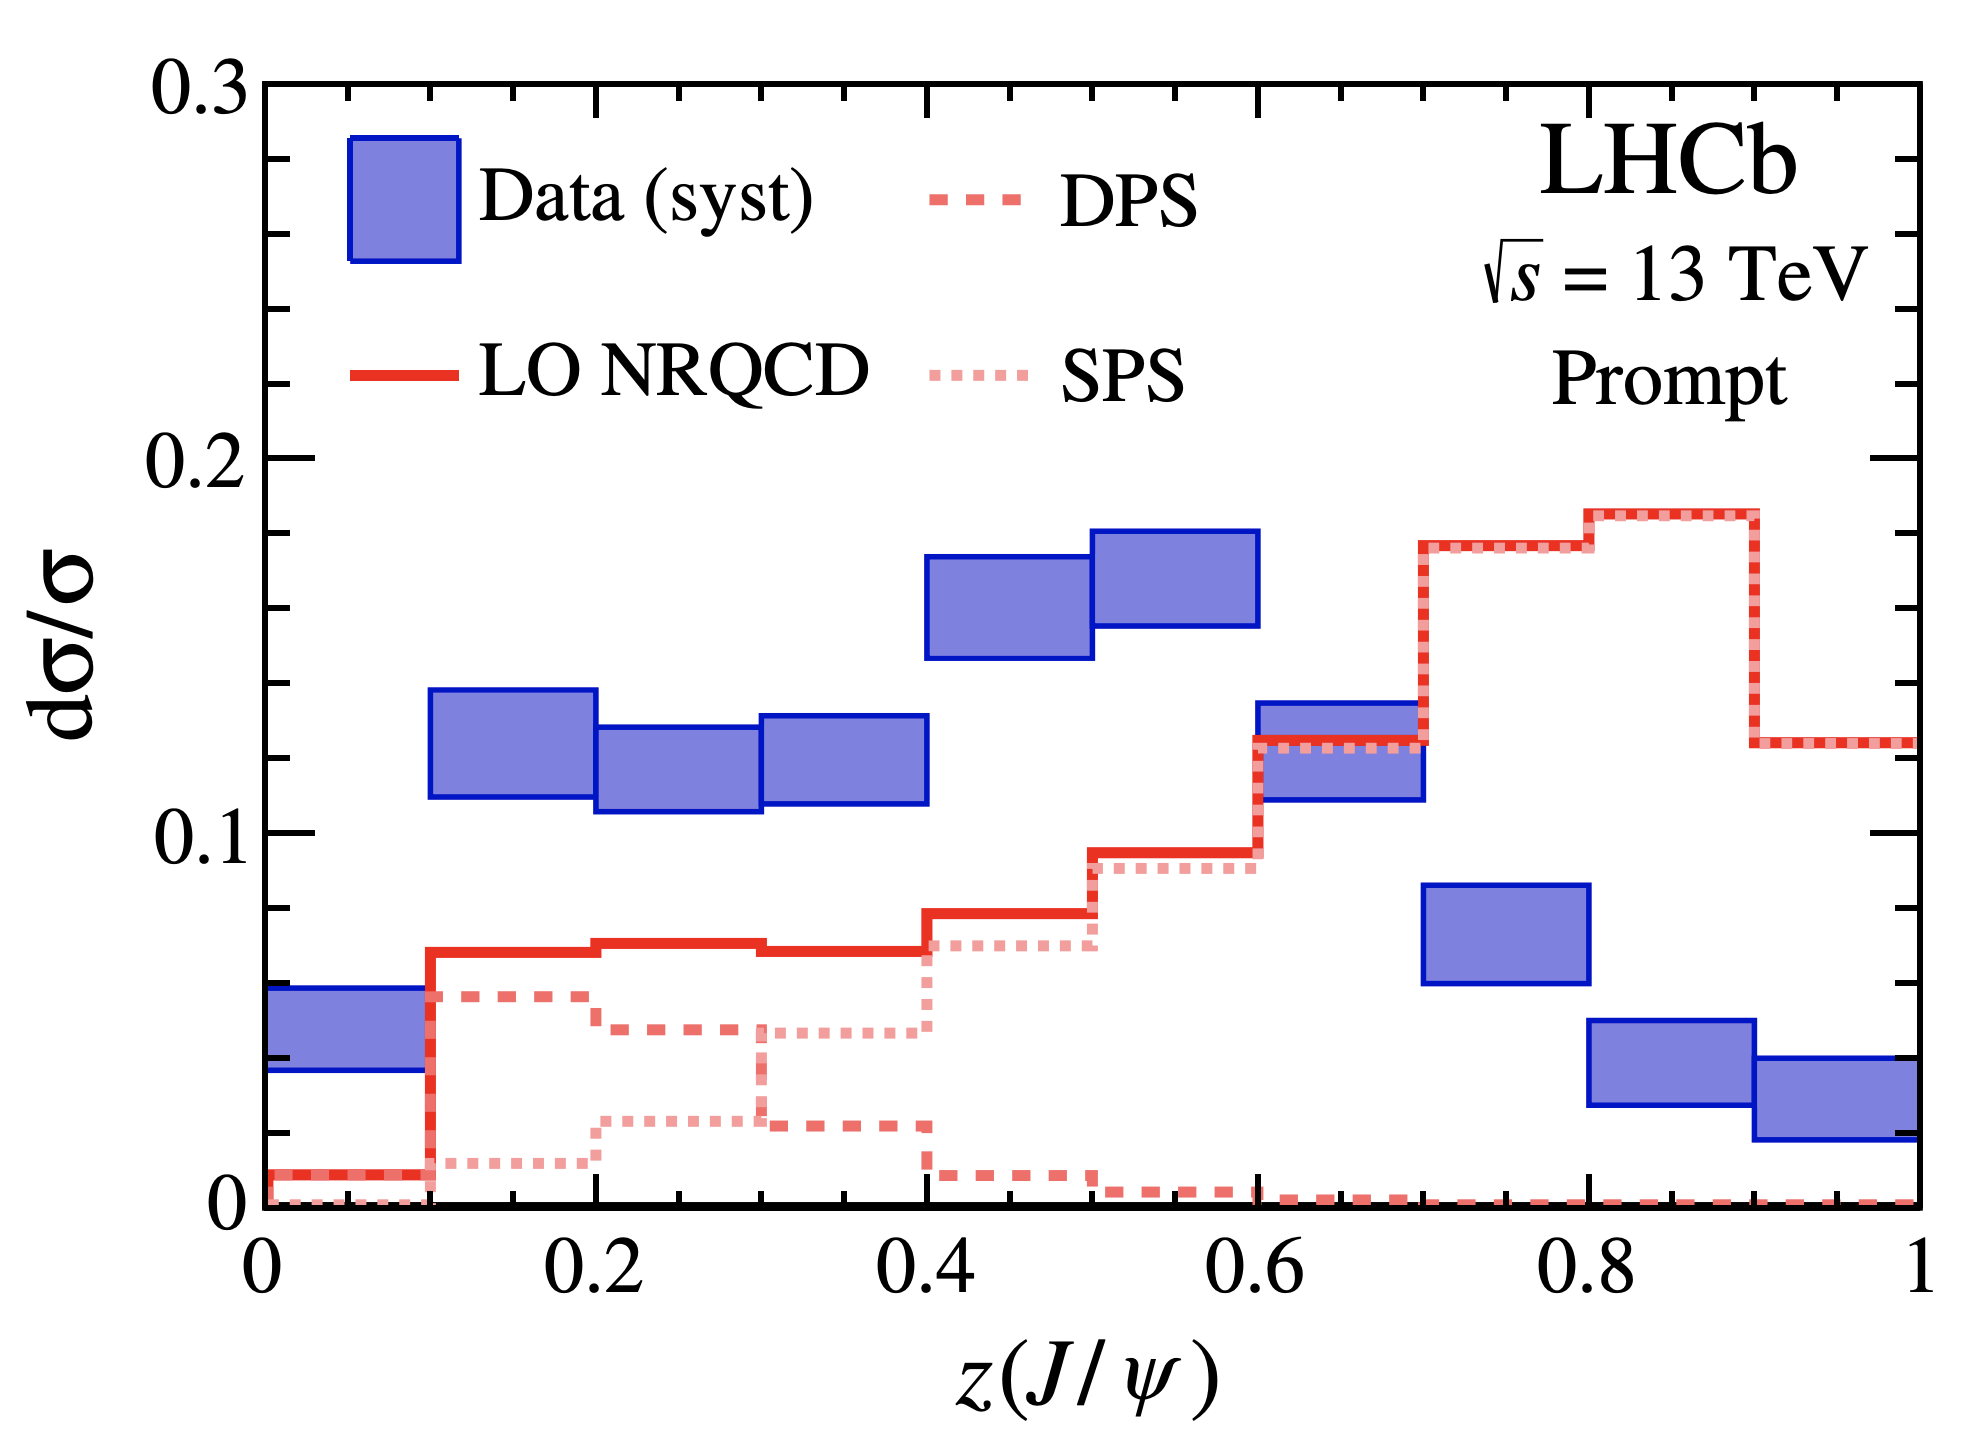 0.3
0.2
0.1
0
dσ/σ
Data (syst)
DPS
LO NRQCD
SPS
LHCb
√s = 13 TeV
Prompt
0 0.2 0.4 0.6 0.8 1
z(J/ψ)